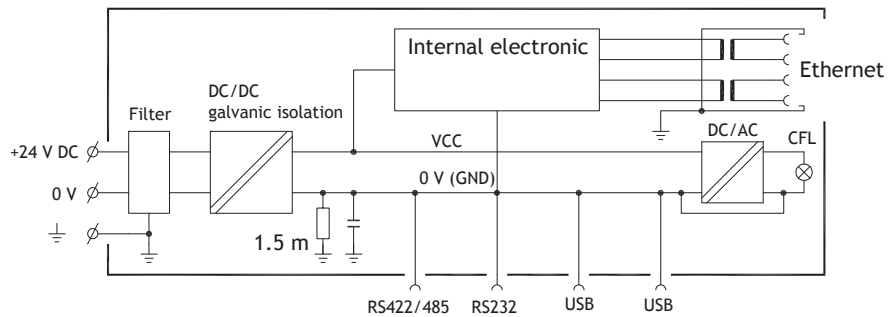 Internal electronic
Ethernet
DC/DC
galvanic isolation
Filter
DC/AC
CFL
+24 V DC
VCC
0 V
0 V (GND)
1.5 m
RS422/485
RS232
USB
USB